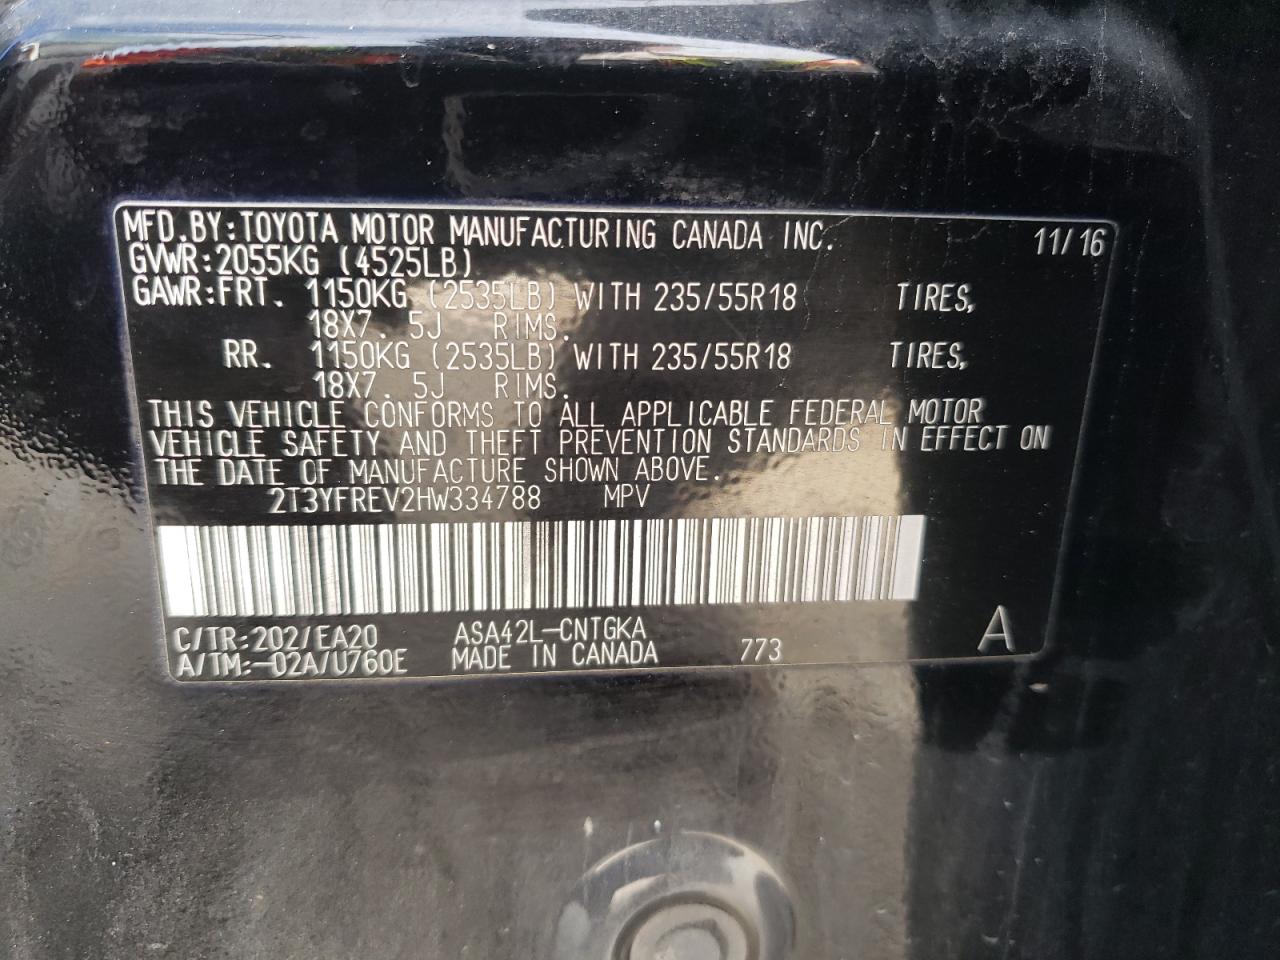 MFD.BY:TOYOTA MOTOR MANUFACTURING CANADA INC. 11/16
GVWR:2055KG (4525LB)
GAWR:FRT. 1150KG (2535LB) WITH 235/55R18 TIRES,
18X7.5J RIMS.
RR. 1150KG (2535LB) WITH 235/55R18 TIRES,
18X7.5J RIMS.
THIS VEHICLE CONFORMS TO ALL APPLICABLE FEDERAL MOTOR
VEHICLE SAFETY AND THEFT PREVENTION STANDARDS IN EFFECT ON
THE DATE OF MANUFACTURE SHOWN ABOVE.
2T3YFREV2HW334788 MPV
C/TR:202/EA20 ASA42L-CNTGKA A
A/TM:-02A/U760E MADE IN CANADA 773